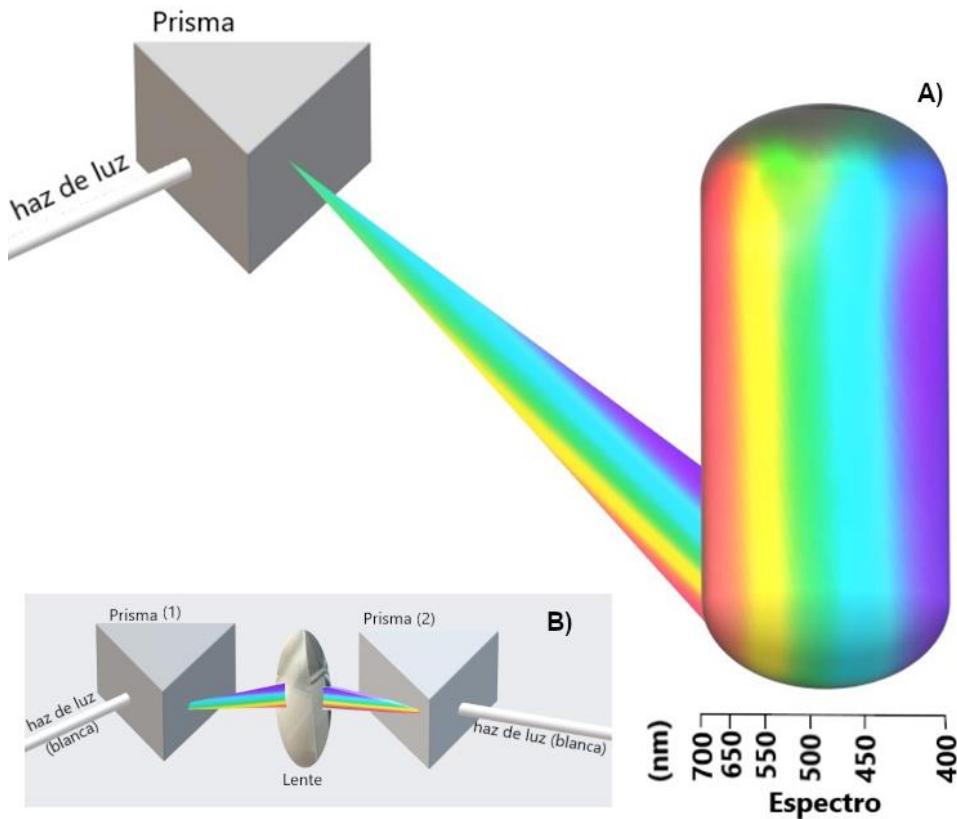 Prisma
A)
haz de luz
B)
Prisma (1)
Prisma (2)
haz de luz
(blanca)
haz de luz (blanca)
Lente
(nm)
700
650
550
500
450
400
Espectro